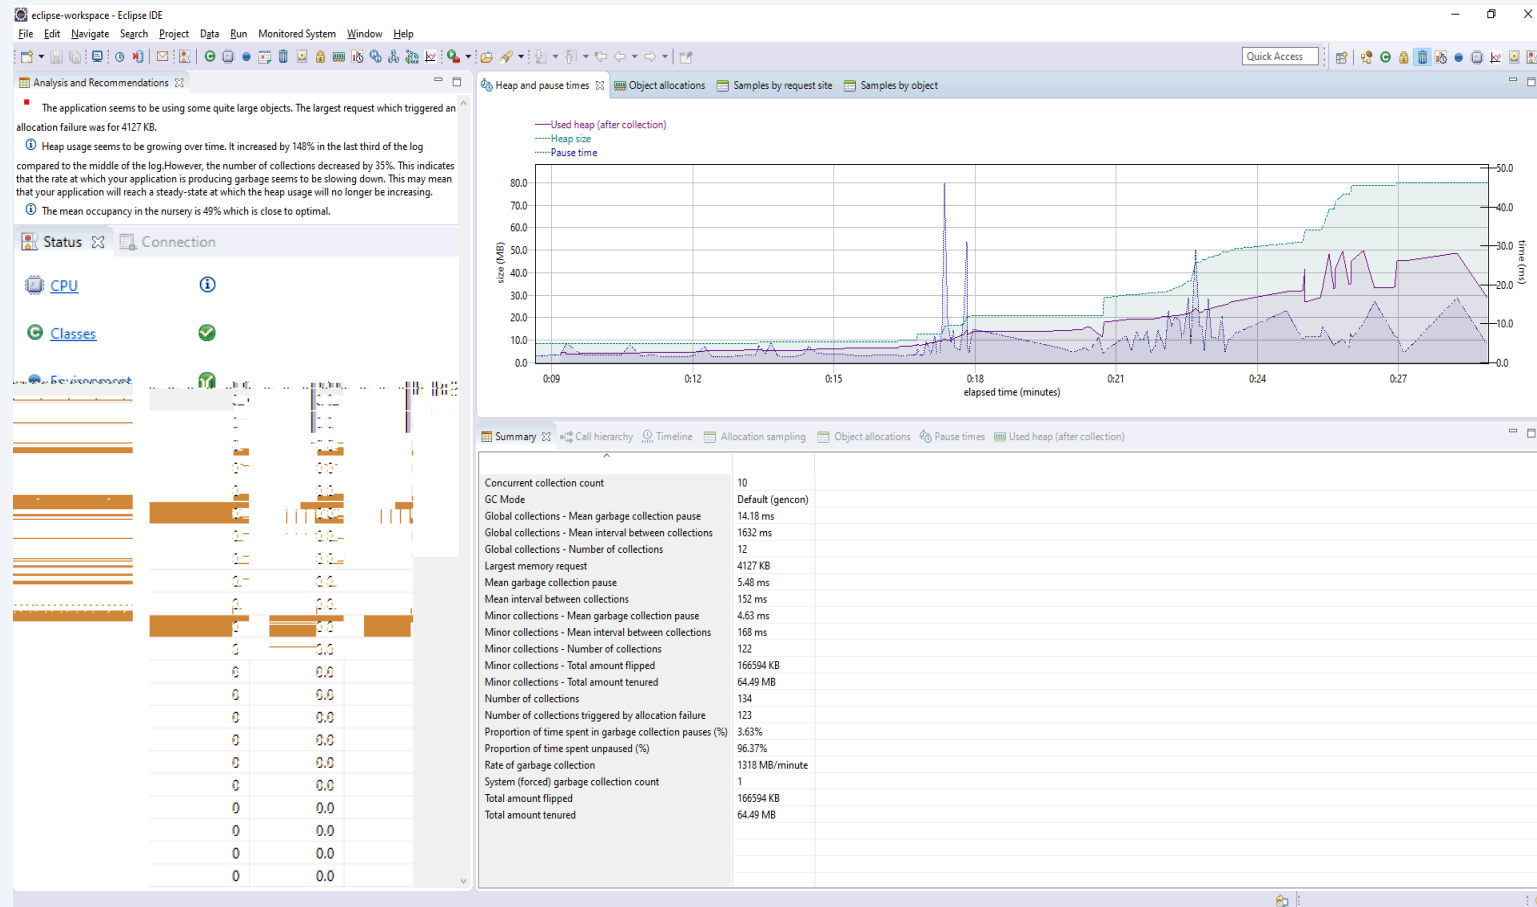 eclipse-workspace - Eclipse IDE
File Edit Navigate Search Project Data Run Monitored System Window Help
Quick Access
Analysis and Recommendations
The application seems to be using some quite large objects. The largest request which triggered an
allocation failure was for 4127 KB.
Heap usage seems to be growing over time. It increased by 148% in the last third of the log
compared to the middle of the log.However, the number of collections decreased by 35%. This indicates
that the rate at which your application is producing garbage seems to be slowing down. This may mean
that your application will reach a steady-state at which the heap usage will no longer be increasing.
The mean occupancy in the nursery is 49% which is close to optimal.
Status Connection
CPU
Classes
0 0.0
0 0.0
0 0.0
0 0.0
0 0.0
0 0.0
0 0.0
0 0.0
0 0.0
0 0.0
Heap and pause times Object allocations Samples by request site Samples by object
Used heap (after collection)
Heap size
Pause time
80.0
70.0
60.0
50.0
40.0
30.0
20.0
10.0
0.0
size (MB)
50.0
40.0
30.0
20.0
10.0
0.0
time (ms)
0:09 0:12 0:15 0:18 0:21 0:24 0:27
elapsed time (minutes)
Summary Call hierarchy Timeline Allocation sampling Object allocations Pause times Used heap (after collection)
Concurrent collection count 10
GC Mode Default (gencon)
Global collections - Mean garbage collection pause 14.18 ms
Global collections - Mean interval between collections 1632 ms
Global collections - Number of collections 12
Largest memory request 4127 KB
Mean garbage collection pause 5.48 ms
Mean interval between collections 152 ms
Minor collections - Mean garbage collection pause 4.63 ms
Minor collections - Mean interval between collections 168 ms
Minor collections - Number of collections 122
Minor collections - Total amount flipped 166594 KB
Minor collections - Total amount tenured 64.49 MB
Number of collections 134
Number of collections triggered by allocation failure 123
Proportion of time spent in garbage collection pauses (%) 3.63%
Proportion of time spent unpaused (%) 96.37%
Rate of garbage collection 1318 MB/minute
System (forced) garbage collection count 1
Total amount flipped 166594 KB
Total amount tenured 64.49 MB